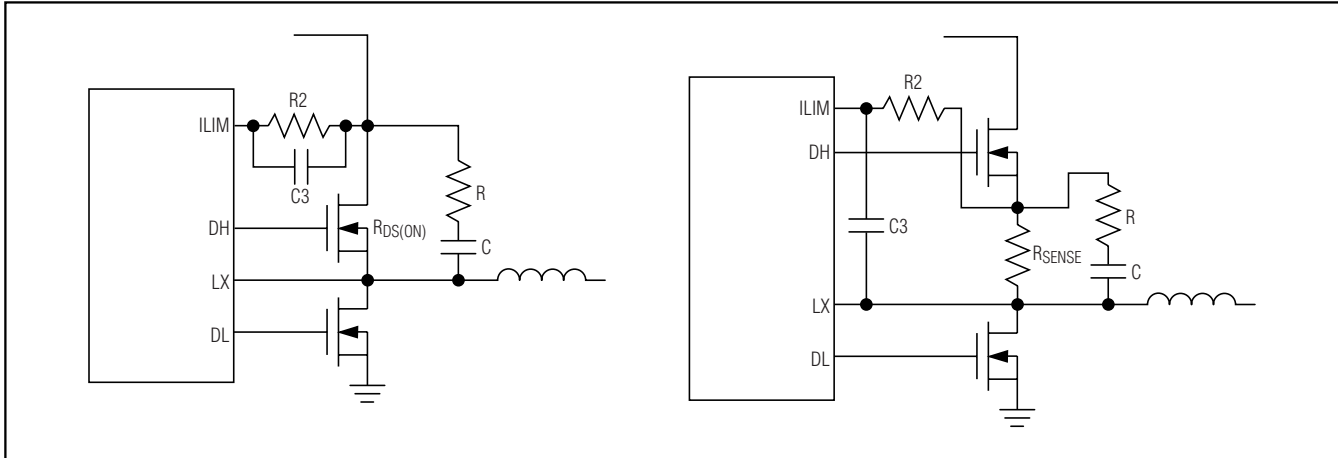 R2
ILIM
C3
R
DH
RDS(ON)
C
LX
DL
R2
ILIM
DH
R
C3
RSENSE
C
LX
DL